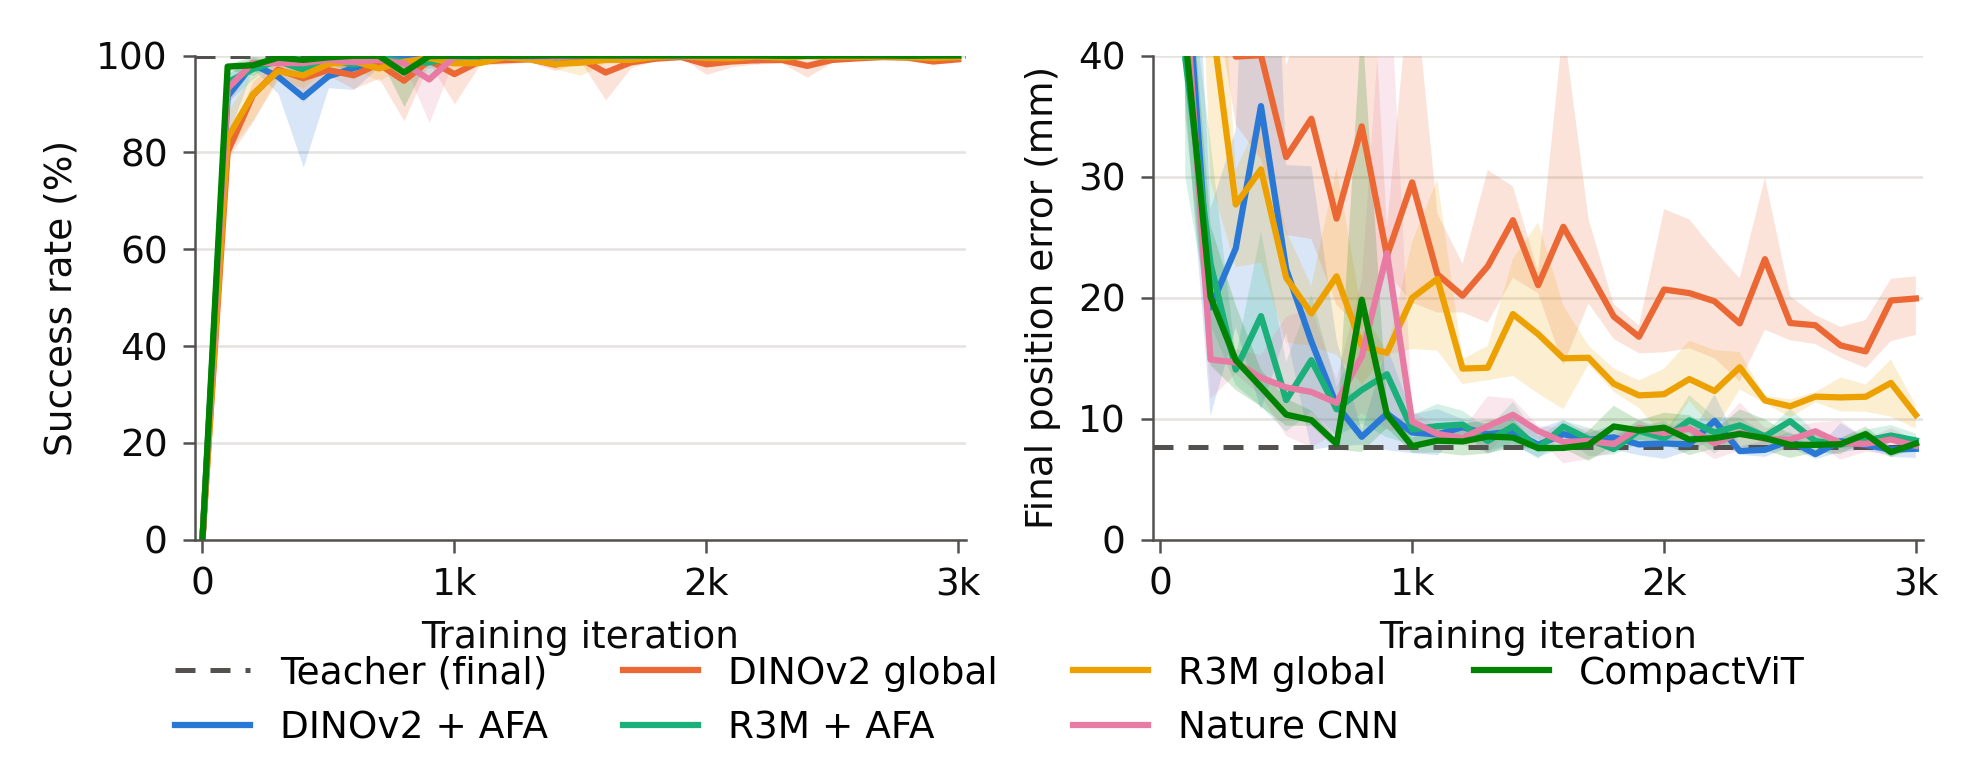 Success rate (%)
100
80
60
40
20
0
0 1k 2k 3k
Training iteration
Final position error (mm)
40
30
20
10
0
0 1k 2k 3k
Training iteration
Teacher (final) DINOv2 global R3M global CompactViT
DINOv2 + AFA R3M + AFA Nature CNN